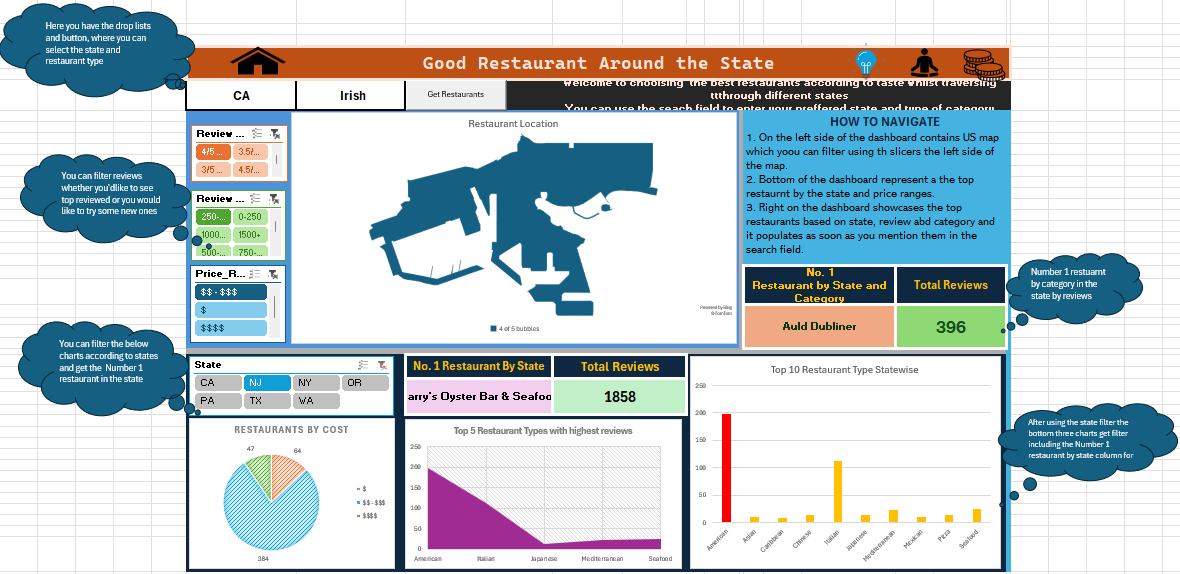 Here you have the drop lists
and button, where you can
select the state and
restaurant type
Good Restaurant Around the State
CA
Irish
Get Restaurants
Welcome to choosing the best restaurants according to taste whilst traversing
tthrough different states
You can use the seach field to enter your preffered state and type of category
Review ...
4/5 ...
3.5/...
3/5 ...
4.5/...
You can filter reviews
whether you'dlike to see
top reviewed or you would
like to try some new ones
Review ...
250-...
0-250
1000...
1500+
500-...
750-...
Price_R...
$$ - $$$
$
$$$$
Restaurant Location
Powered by Bing
© TomTom
4 of 5 bubbles
HOW TO NAVIGATE
1. On the left side of the dashboard contains US map
which yoou can filter using th slicers the left side of
the map.
2. Bottom of the dashboard represent a the top
restaurnt by the state and price ranges.
3. Right on the dashboard showcases the top
restaurants based on state, review abd category and
it populates as soon as you mention them in the
search field.
No. 1
Restaurant by State and
Category
Total Reviews
Auld Dubliner
396
Number 1 restuarnt
by category in the
state by reviews
You can filter the below
charts according to states
and get the Number 1
restaurant in the state
State
CA
NJ
NY
OR
PA
TX
WA
No. 1 Restaurant By State
Total Reviews
arry's Oyster Bar & Seafoo
1858
RESTAURANTS BY COST
47
64
384
$
$$ - $$$
$$$$
Top 5 Restaurant Types with highest reviews
250
200
150
100
50
0
American
Italian
Japanese
Mediterranean
Seafood
Top 10 Restaurant Type Statewise
250
200
150
100
50
0
American
Asian
Caribbean
Chinese
Italian
Japanese
Mediterranean
Mexican
Pizza
Seafood
After using the state filter the
bottom three charts get filter
including the Number 1
restaurant by state column for